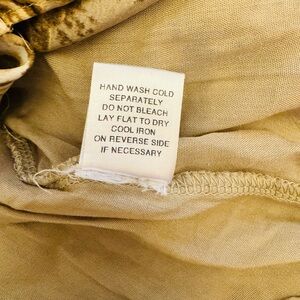 HAND WASH COLD
SEPARATELY
DO NOT BLEACH
LAY FLAT TO DRY
COOL IRON
ON REVERSE SIDE
IF NECESSARY